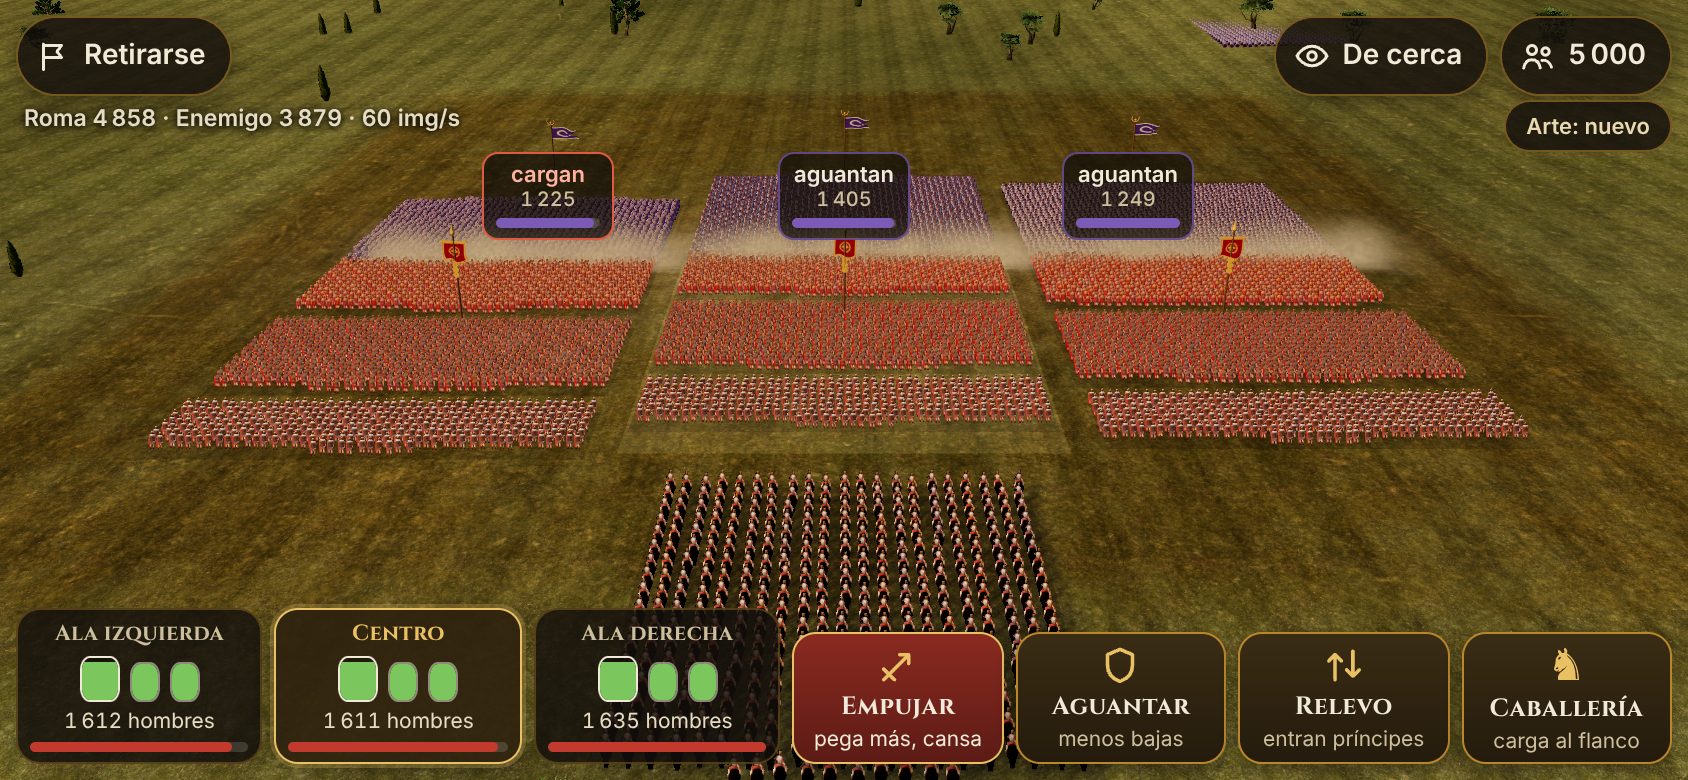 Retirarse
De cerca
5 000
Roma 4 858 · Enemigo 3 879 · 60 img/s
Arte: nuevo
cargan
1 225
aguantan
1 405
aguantan
1 249
ALA IZQUIERDA
1 612 hombres
CENTRO
1 611 hombres
ALA DERECHA
1 635 hombres
EMPUJAR
pega más, cansa
AGUANTAR
menos bajas
RELEVO
entran príncipes
CABALLERÍA
carga al flanco